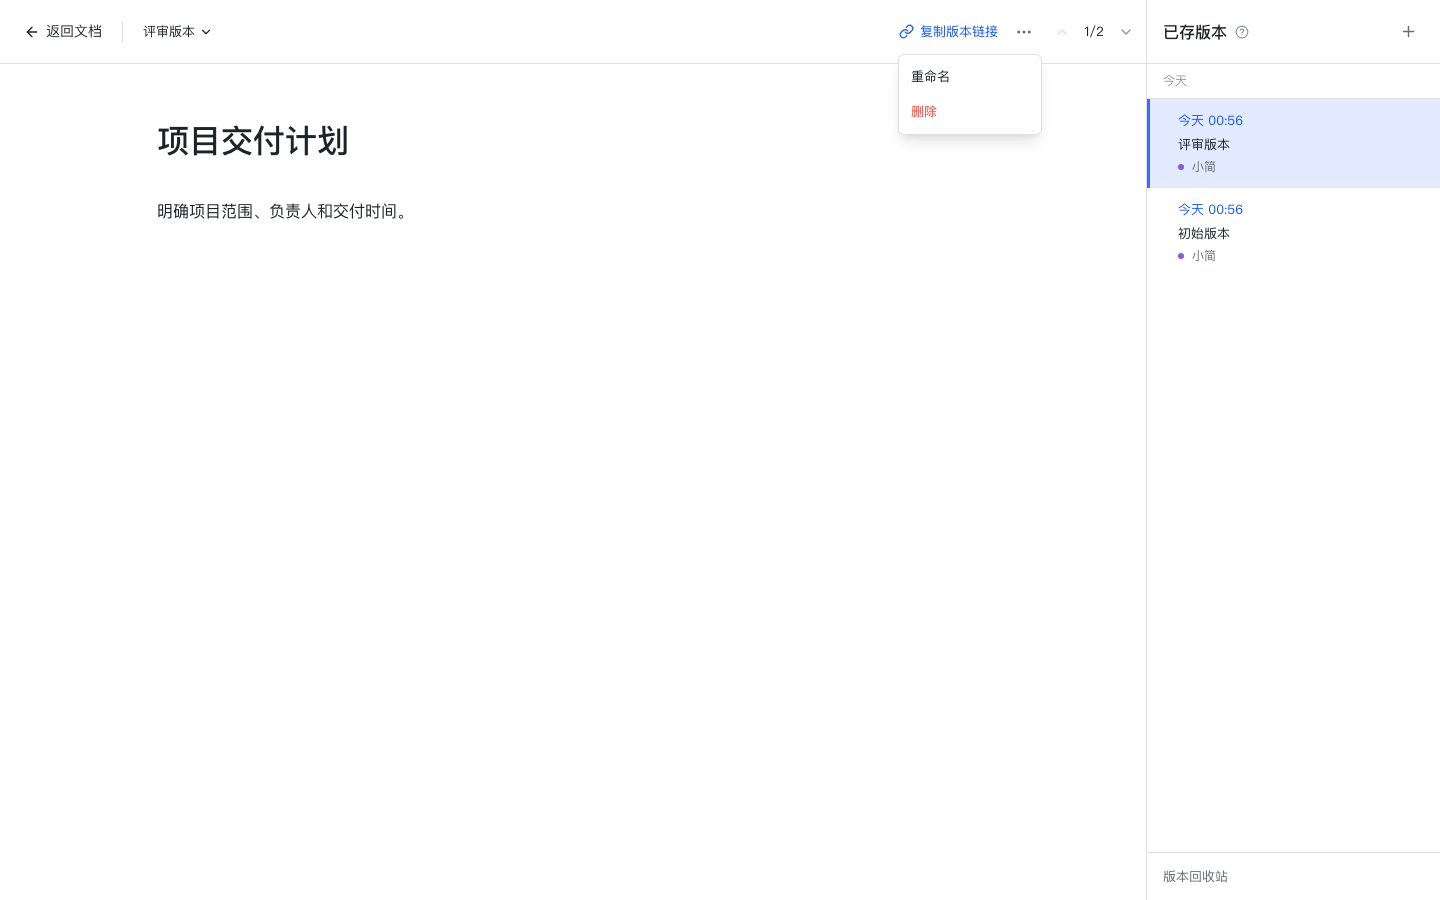 返回文档
评审版本
复制版本链接
1/2
重命名
删除
项目交付计划
明确项目范围、负责人和交付时间。
已存版本
今天
今天 00:56
评审版本
小简
今天 00:56
初始版本
小简
版本回收站